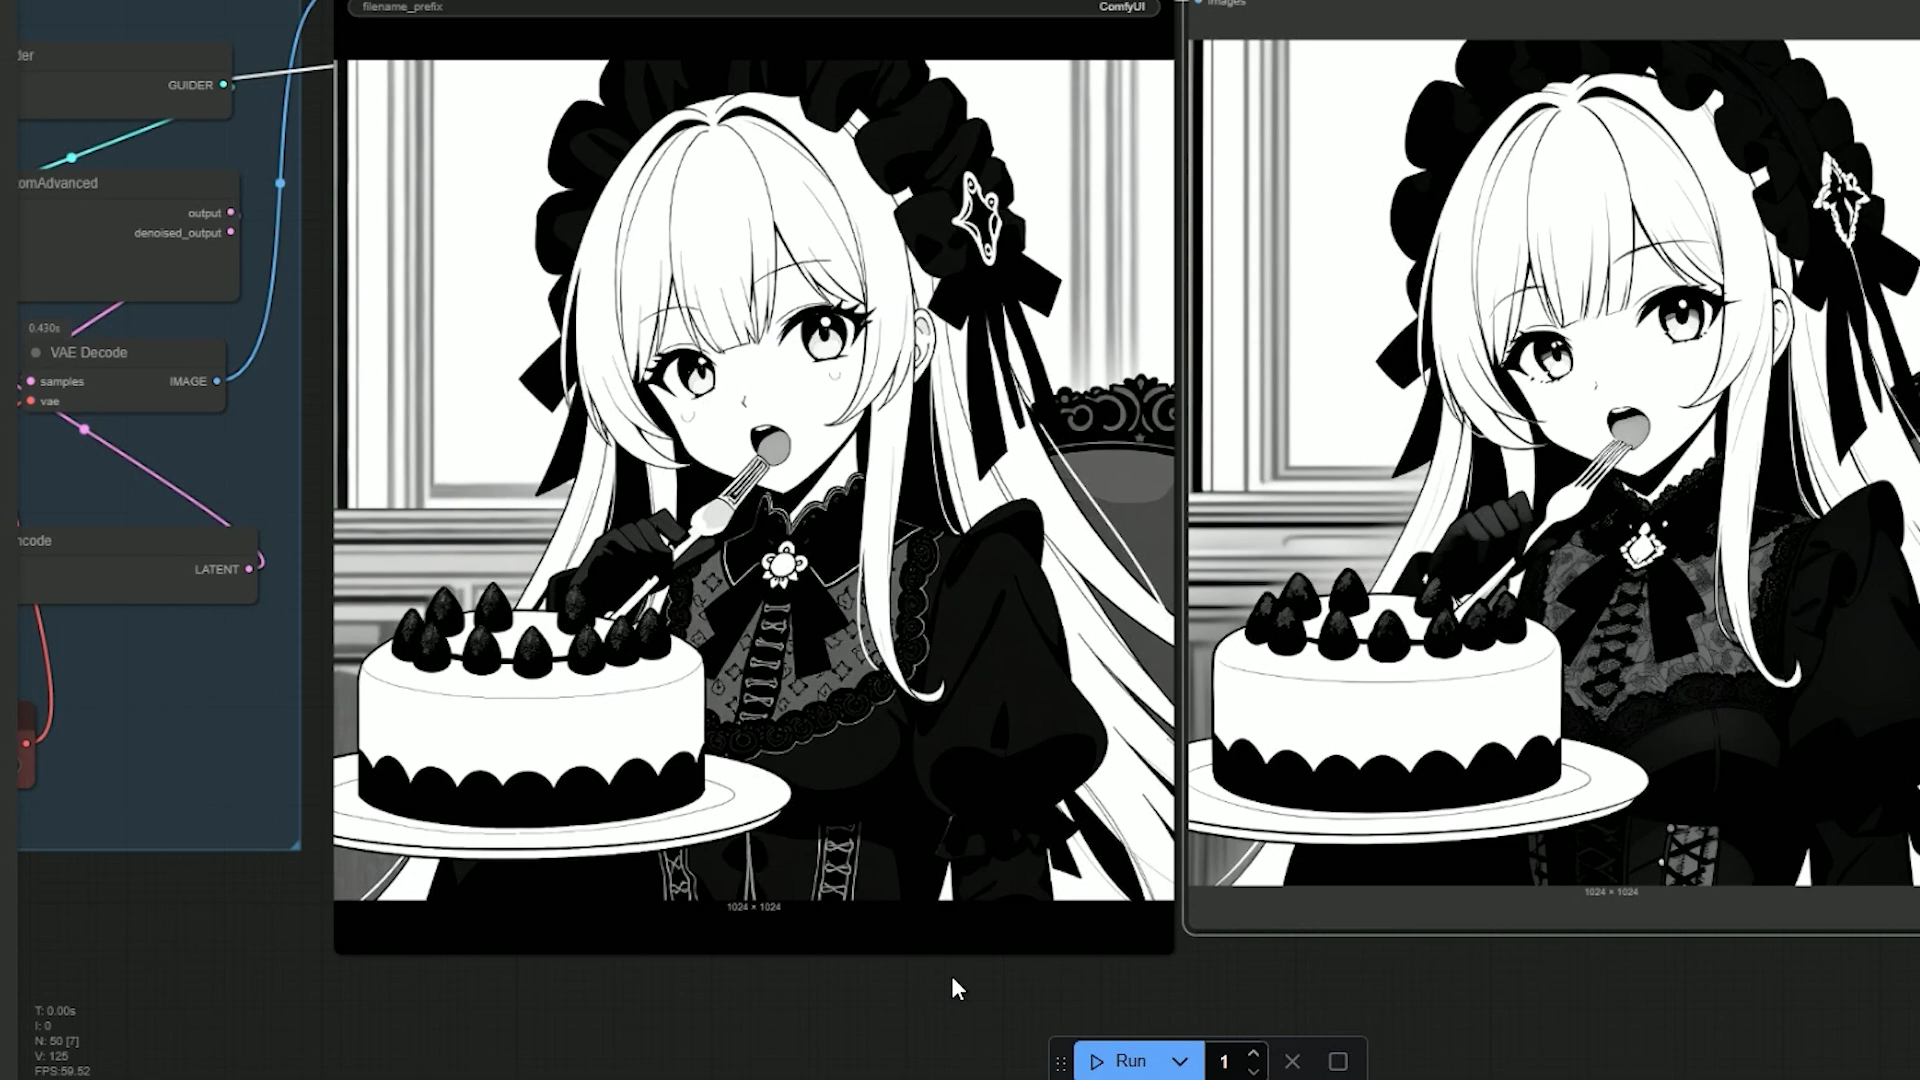 filename_prefix
ComfyUI
images
der
GUIDER
omAdvanced
output
denoised_output
0.430s
VAE Decode
samples
IMAGE
vae
ncode
LATENT
1024 × 1024
1024 × 1024
T: 0.00s
I: 0
N: 50 [7]
V: 125
FPS:59.52
Run
1